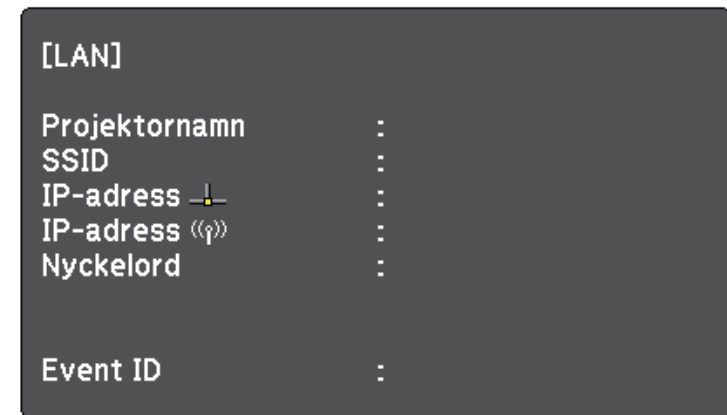 [LAN]
Projektornamn :
SSID :
IP-adress :
IP-adress :
Nyckelord :
Event ID :